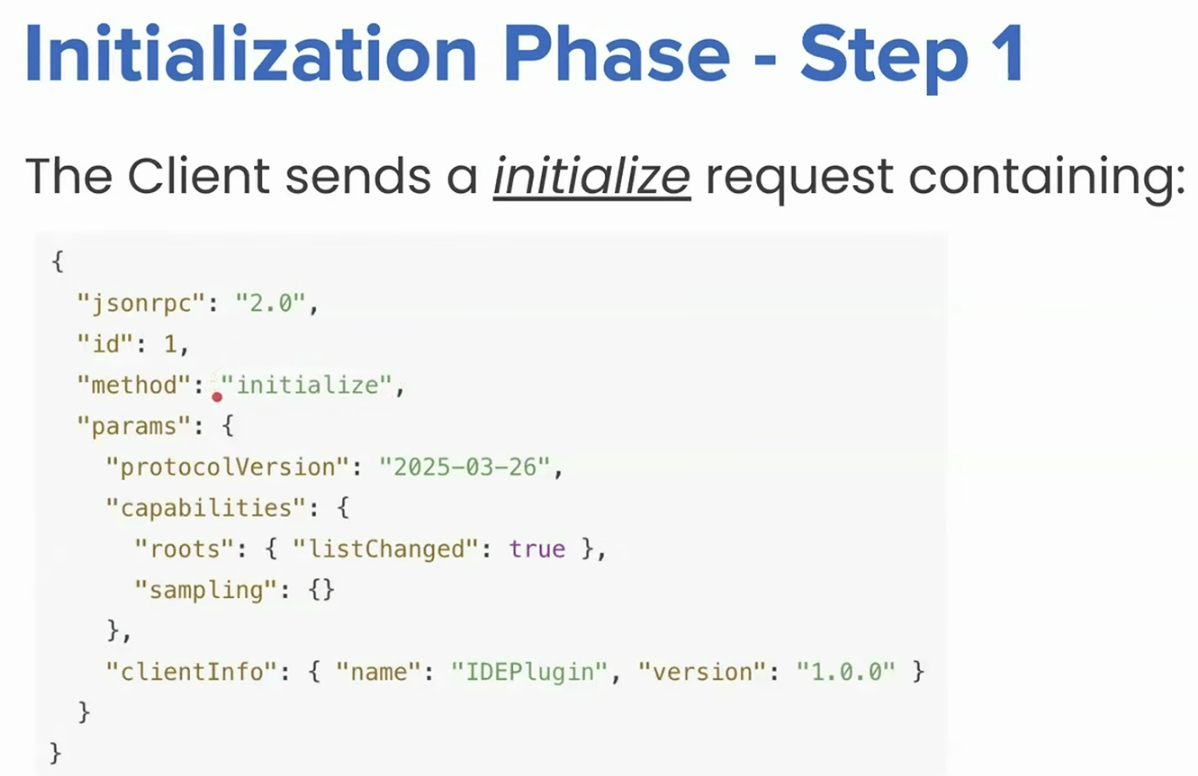 Initialization Phase - Step 1
The Client sends a initialize request containing:
{
  "jsonrpc": "2.0",
  "id": 1,
  "method": "initialize",
  "params": {
    "protocolVersion": "2025-03-26",
    "capabilities": {
      "roots": { "listChanged": true },
      "sampling": {}
    },
    "clientInfo": { "name": "IDEPlugin", "version": "1.0.0" }
  }
}